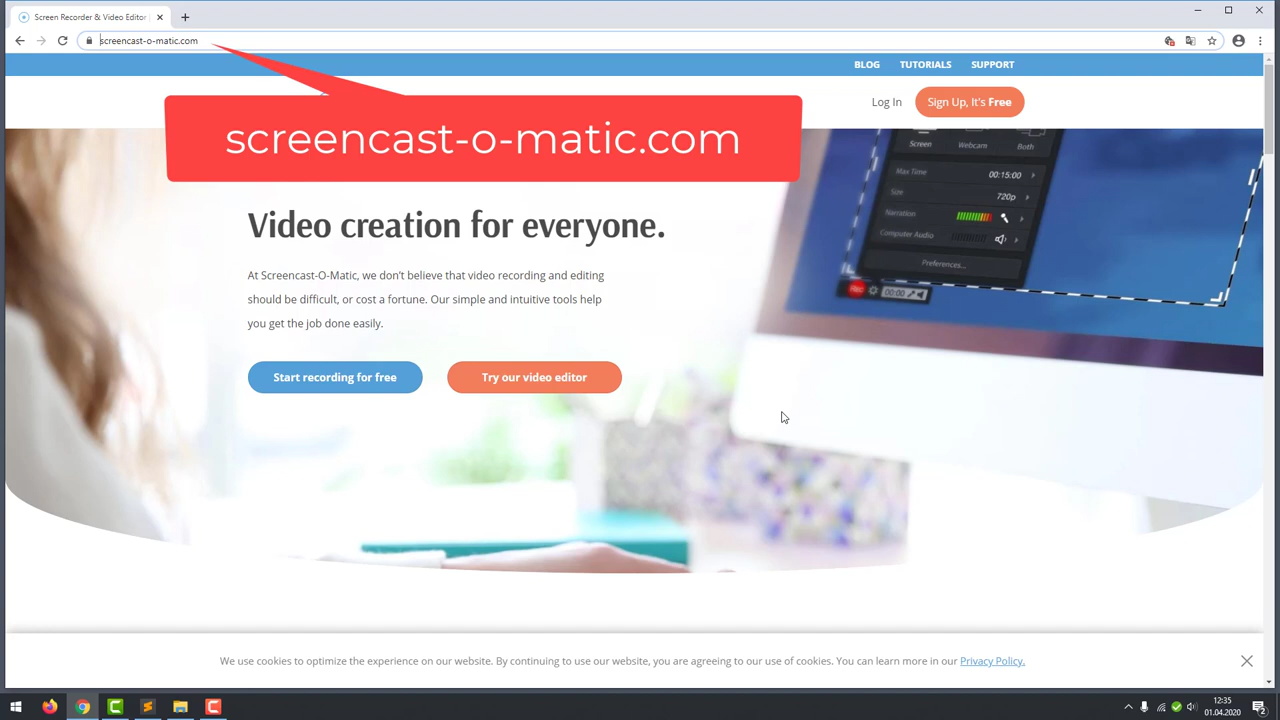 Screen Recorder & Video Editor
screencast-o-matic.com
BLOG TUTORIALS SUPPORT
Log In Sign Up, It's Free
screencast-o-matic.com
Screen Webcam Both
Max Time 00:15:00
Size 720p
Narration
Computer Audio
Preferences...
Rec 00:00
Video creation for everyone.
At Screencast-O-Matic, we don't believe that video recording and editing
should be difficult, or cost a fortune. Our simple and intuitive tools help
you get the job done easily.
Start recording for free Try our video editor
We use cookies to optimize the experience on our website. By continuing to use our website, you are agreeing to our use of cookies. You can learn more in our Privacy Policy.
12:35
01.04.2020
2